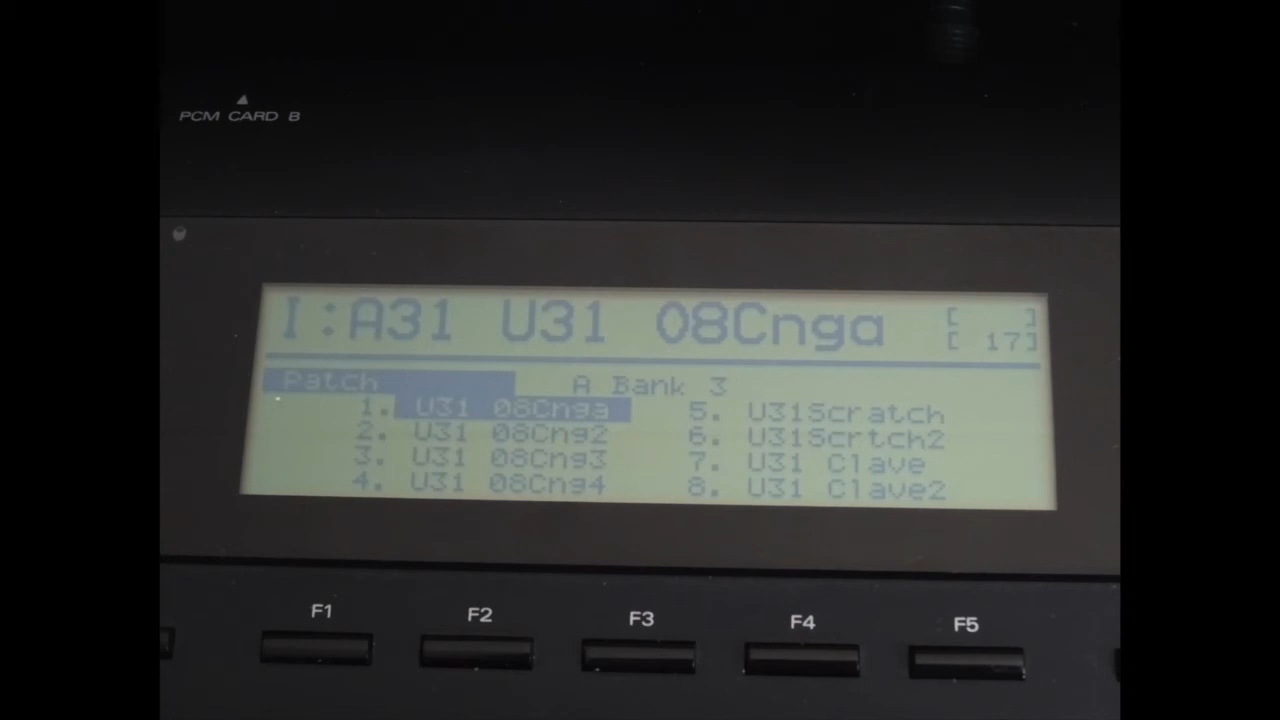 PCM CARD B
I:A31 U31 08Cnga [ ]
[ 17]
Patch A Bank 3
1. U31 08Cnga 5. U31Scratch
2. U31 08Cng2 6. U31Scrtch2
3. U31 08Cng3 7. U31 Clave
4. U31 08Cng4 8. U31 Clave2
F1 F2 F3 F4 F5